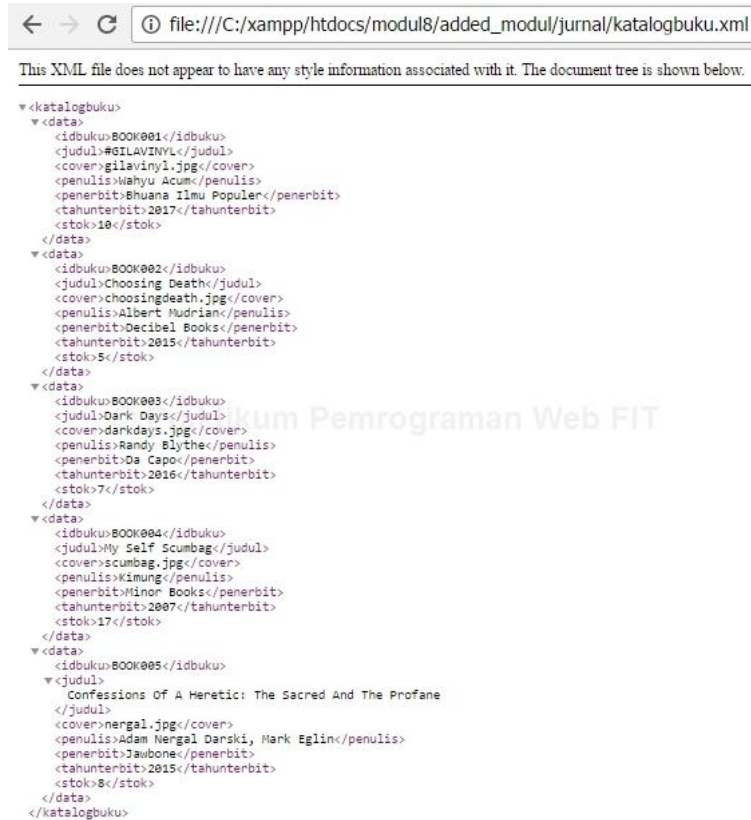 file:///C:/xampp/htdocs/modul8/added_modul/jurnal/katalogbuku.xml
This XML file does not appear to have any style information associated with it. The document tree is shown below.
▼<katalogbuku>
▼<data>
<idbuku>BOOK001</idbuku>
<judul>#GILAVINYL</judul>
<cover>gilavinyl.jpg</cover>
<penulis>Wahyu Acum</penulis>
<penerbit>Bhuana Ilmu Populer</penerbit>
<tahunterbit>2017</tahunterbit>
<stok>10</stok>
</data>
▼<data>
<idbuku>BOOK002</idbuku>
<judul>Choosing Death</judul>
<cover>choosingdeath.jpg</cover>
<penulis>Albert Mudrian</penulis>
<penerbit>Decibel Books</penerbit>
<tahunterbit>2015</tahunterbit>
<stok>5</stok>
</data>
▼<data>
<idbuku>BOOK003</idbuku>
<judul>Dark Days</judul>
<cover>darkdays.jpg</cover>
<penulis>Randy Blythe</penulis>
<penerbit>Da Capo</penerbit>
<tahunterbit>2016</tahunterbit>
<stok>7</stok>
</data>
▼<data>
<idbuku>BOOK004</idbuku>
<judul>My Self Scumbag</judul>
<cover>scumbag.jpg</cover>
<penulis>Kimung</penulis>
<penerbit>Minor Books</penerbit>
<tahunterbit>2007</tahunterbit>
<stok>17</stok>
</data>
▼<data>
<idbuku>BOOK005</idbuku>
▼<judul>
Confessions Of A Heretic: The Sacred And The Profane
</judul>
<cover>nergal.jpg</cover>
<penulis>Adam Nergal Darski, Mark Eglin</penulis>
<penerbit>Jawbone</penerbit>
<tahunterbit>2015</tahunterbit>
<stok>8</stok>
</data>
</katalogbuku>
Pemrograman Web FIT